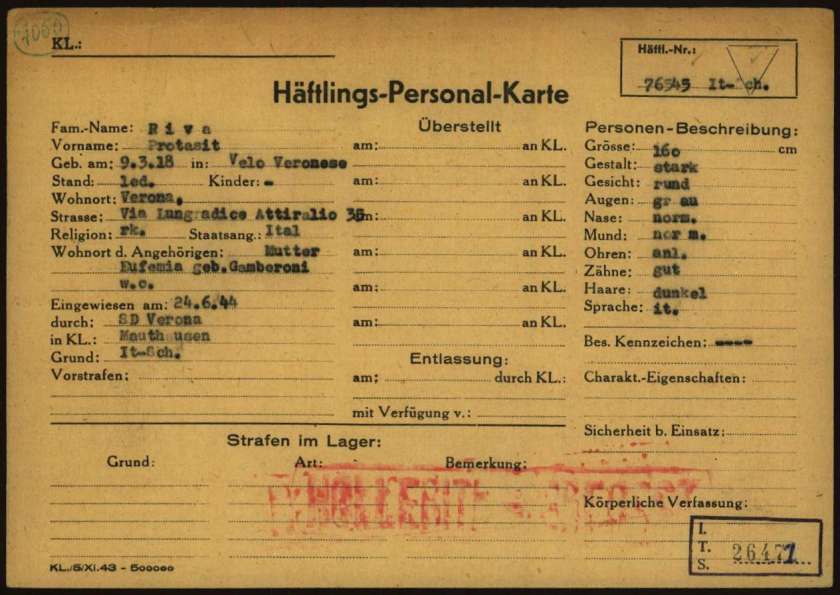 1060
KL.:
Häftl.-Nr.:
76545 It-Sch.
Häftlings-Personal-Karte
Fam.-Name: Riva
Vorname: Protasit
Geb. am: 9.3.18 in: Velo Veronese
Stand: led. Kinder: -
Wohnort: Verona,
Strasse: Via Lungradice Attiralio 36
Religion: rk. Staatsang.: Ital
Wohnort d. Angehörigen: Mutter
Eufemia geb.Gamberoni
w.o.
Eingewiesen am: 24.6.44
durch: SD Verona
in KL.: Mauthausen
Grund: It-Sch.
Vorstrafen:
Überstellt
am: an KL.
am: an KL.
am: an KL.
am: an KL.
am: an KL.
am: an KL.
Entlassung:
am: durch KL.:
mit Verfügung v.:
Personen-Beschreibung:
Grösse: 160 cm
Gestalt: stark
Gesicht: rund
Augen: grau
Nase: norm.
Mund: norm.
Ohren: anl.
Zähne: gut
Haare: dunkel
Sprache: it.
Bes. Kennzeichen: ----
Charakt.-Eigenschaften:
Sicherheit b. Einsatz:
Körperliche Verfassung:
Strafen im Lager:
Grund: Art: Bemerkung:
I.
T. 26471
S.
KL./5/XI.43 - 500000